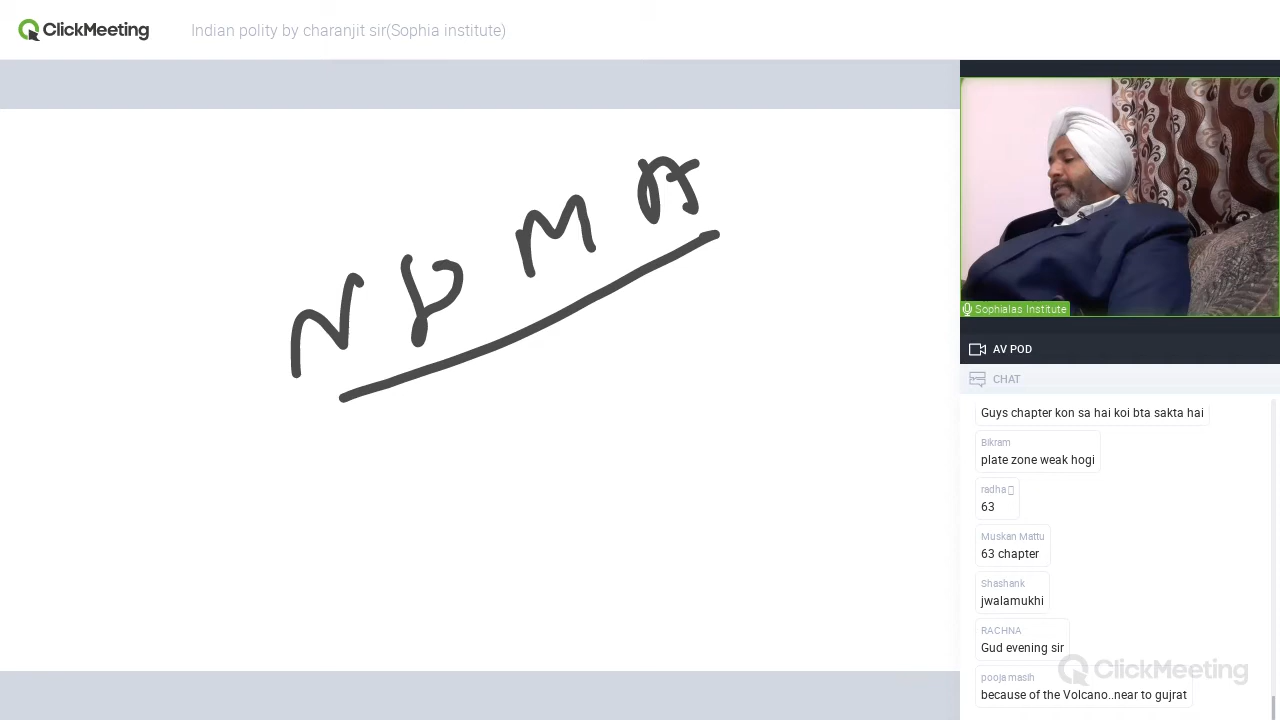 ClickMeeting
Indian polity by charanjit sir(Sophia institute)
N D M A
SophiaIas Institute
AV POD
CHAT
Guys chapter kon sa hai koi bta sakta hai
Bikram
plate zone weak hogi
radha
63
Muskan Mattu
63 chapter
Shashank
jwalamukhi
RACHNA
Gud evening sir
pooja masih
because of the Volcano..near to gujrat
ClickMeeting